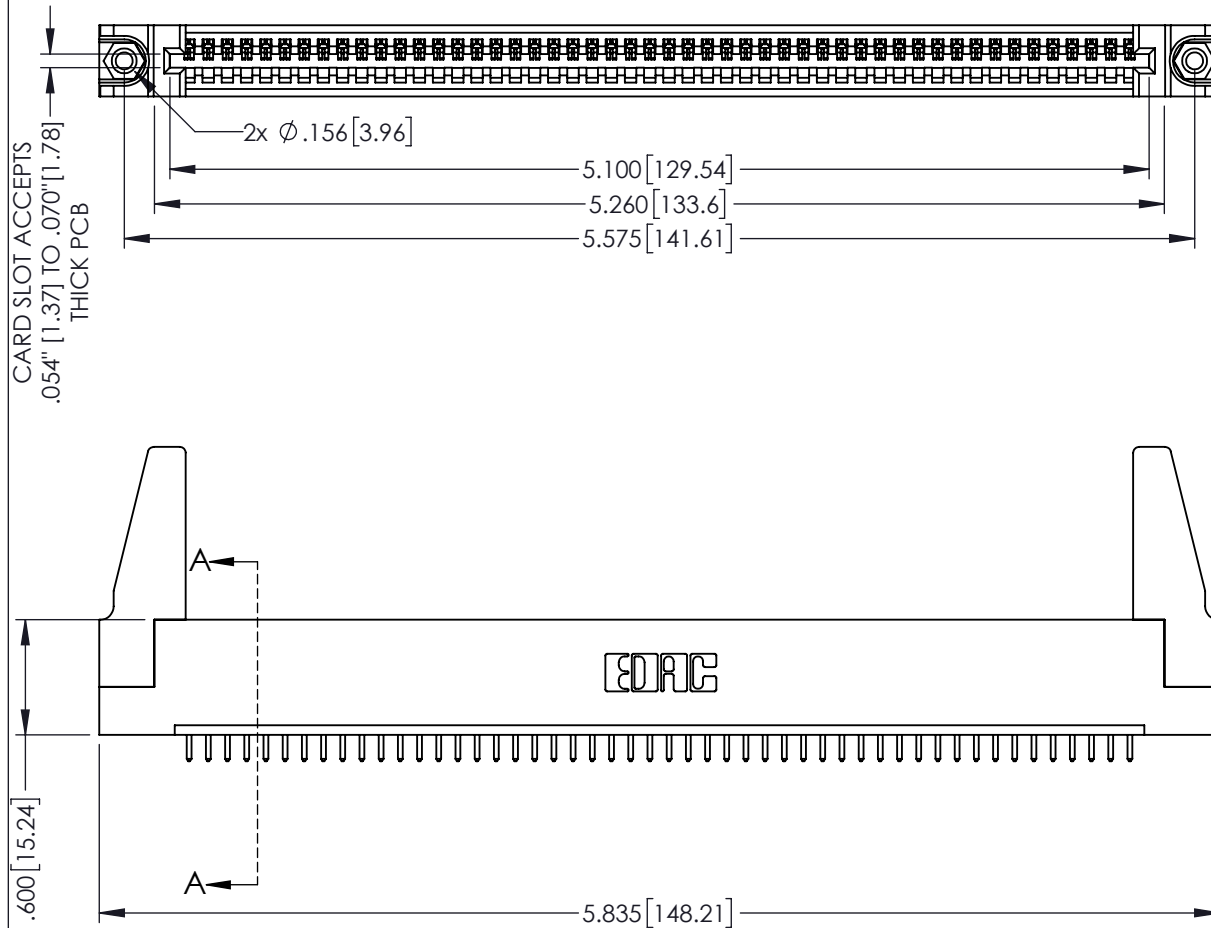 2x Ø .156[3.96]
5.100[129.54]
5.260[133.6]
5.575[141.61]
CARD SLOT ACCEPTS
.054" [1.37] TO .070"[1.78]
THICK PCB
A
EDAC
A
.600[15.24]
5.835[148.21]